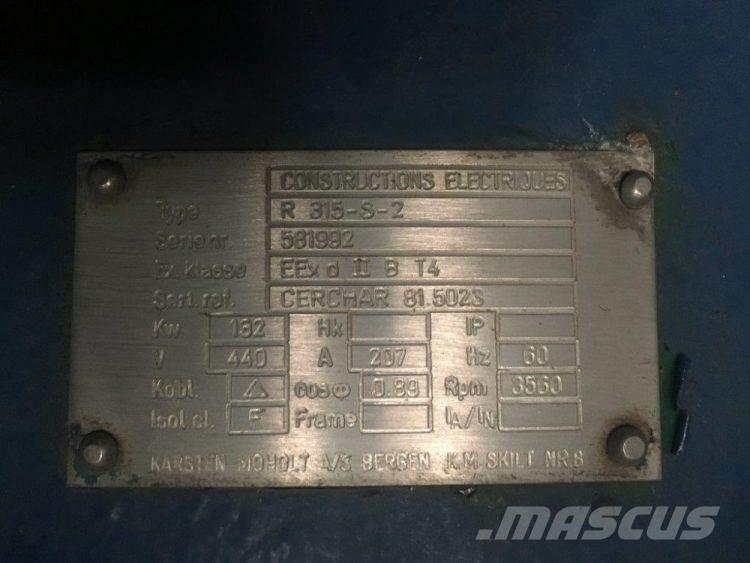 CONSTRUCTIONS ELECTRIQUES
Type R 315-S-2
Serie nr. 581992
Ex. klasse EEx d II B T4
Sert. ref. CERCHAR 81.5023
Kw 132 Hk IP
V 440 A 207 Hz 60
Kobl. △ cosφ 0.89 Rpm 3560
Isol cl. F Frame IA/IN
KARSTEN MOHOLT A/S BERGEN K.M SKILT NR.8
.MASCUS